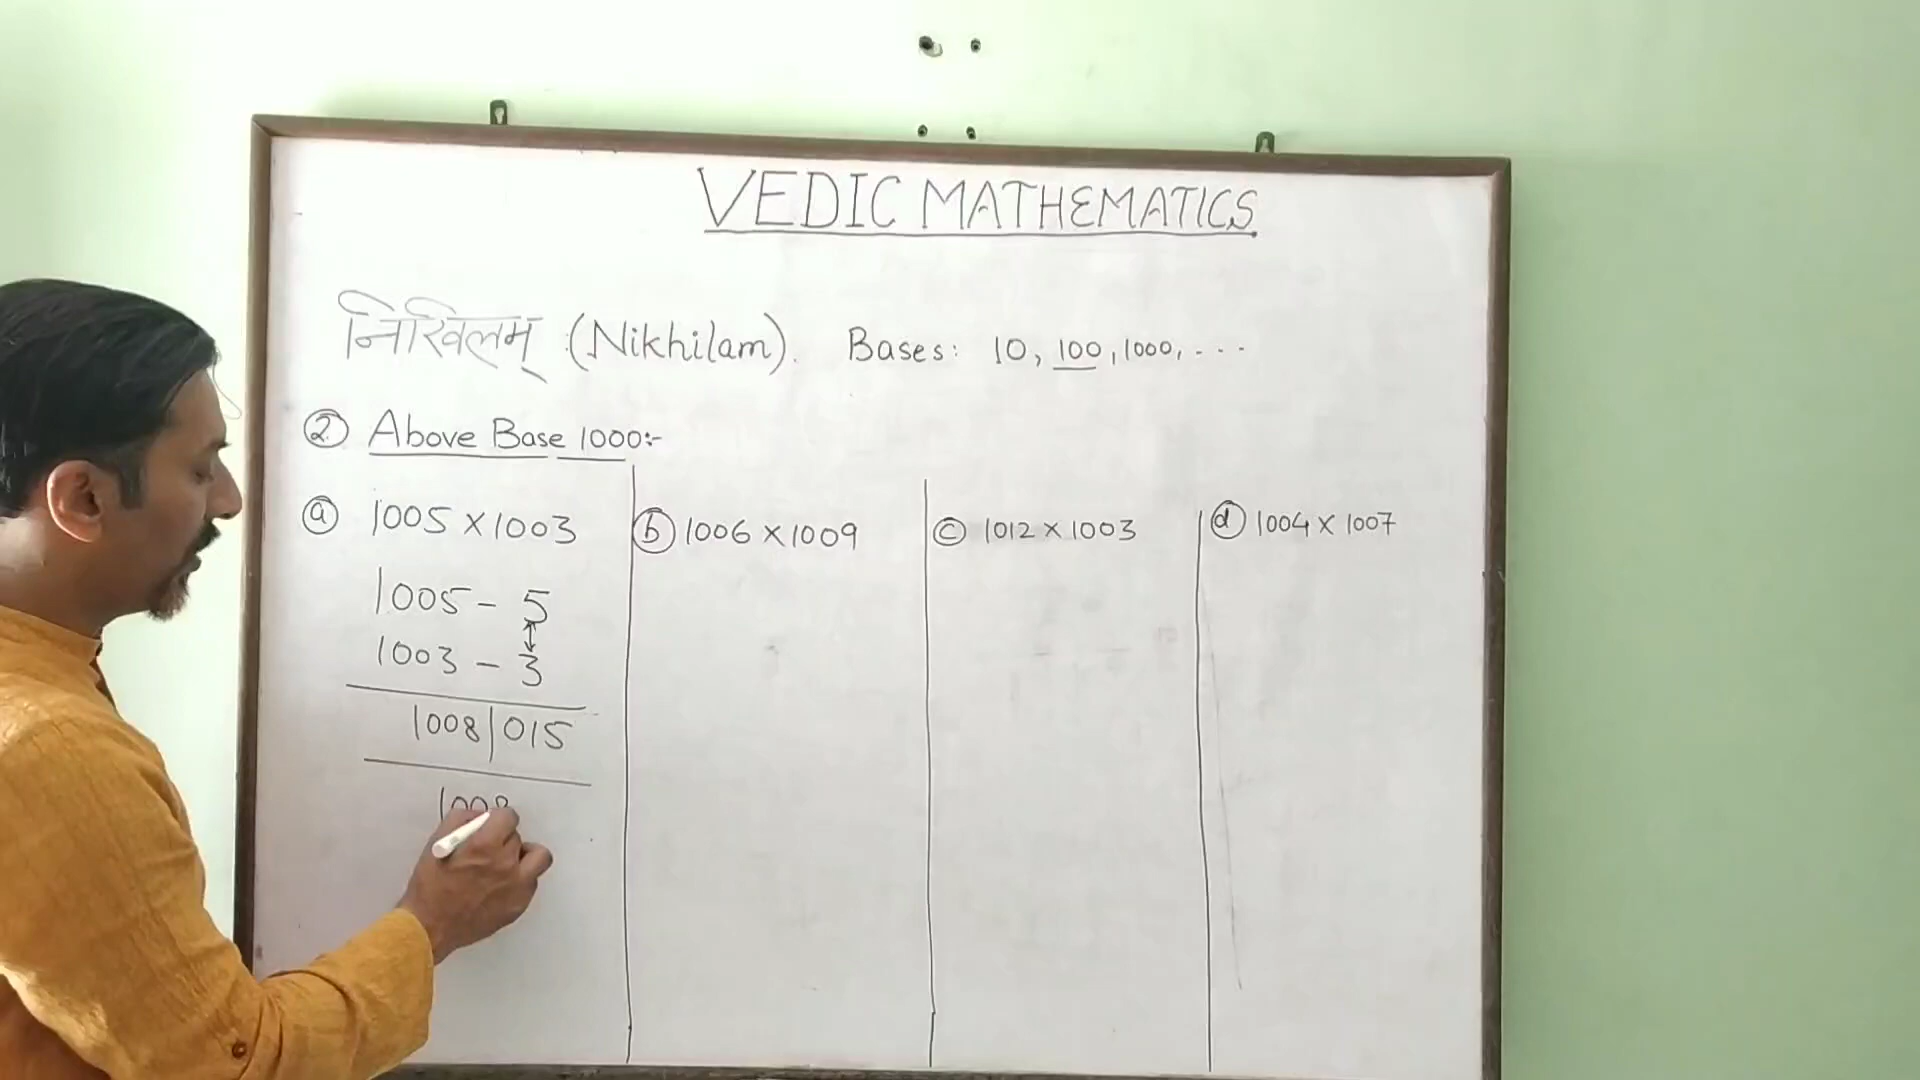 VEDIC MATHEMATICS
निखिलम् (Nikhilam). Bases: 10, 100, 1000, ...
② Above Base 1000:-
ⓐ 1005 × 1003
1005 - 5
1003 - 3
1008 | 015
1008
ⓑ 1006 × 1009
ⓒ 1012 × 1003
ⓓ 1004 × 1007